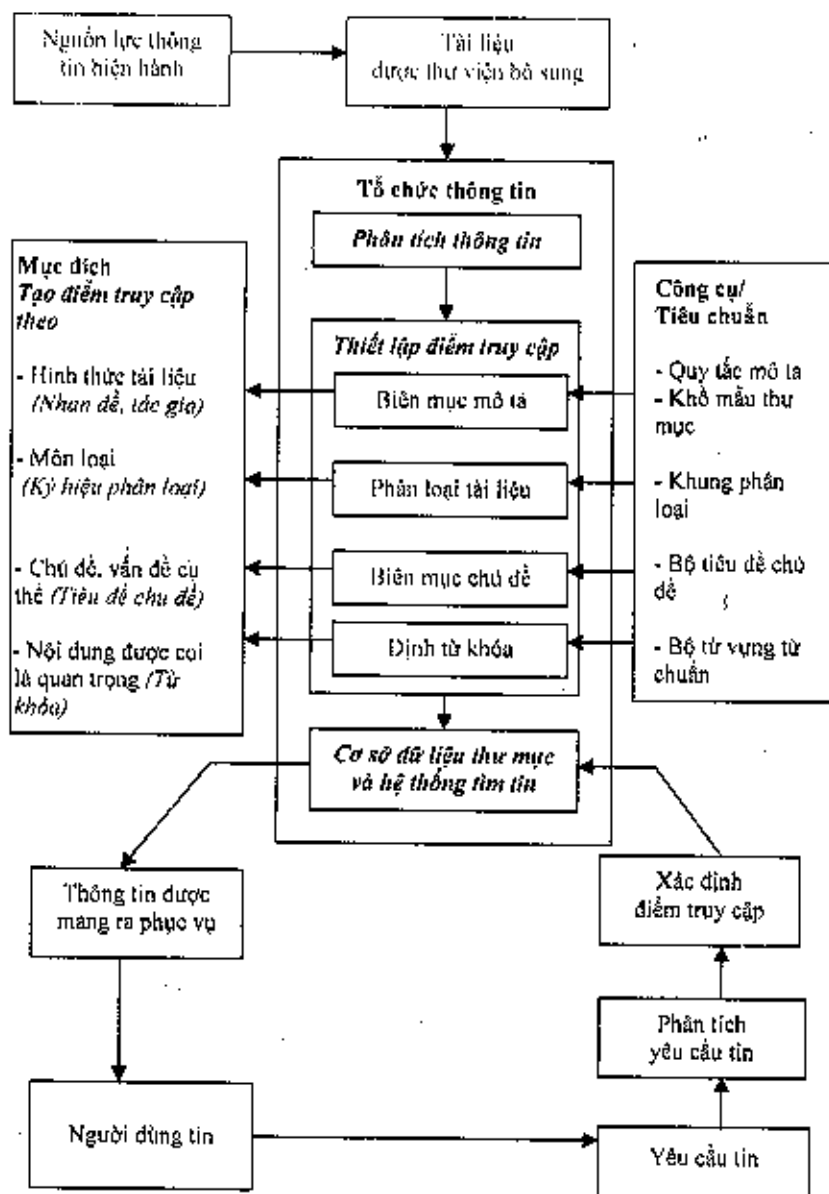 Nguồn lực thông
tin hiện hành
Tài liệu
được thư viện bổ sung
Tổ chức thông tin
Phân tích thông tin
Mục đích
Tạo điểm truy cập
theo
- Hình thức tài liệu
(Nhan đề, tác giả)
- Môn loại
(Ký hiệu phân loại)
- Chủ đề, vấn đề cụ
thể (Tiêu đề chủ đề)
- Nội dung được coi
là quan trọng (Từ
khóa)
Thiết lập điểm truy cập
Biên mục mô tả
Phân loại tài liệu
Biên mục chủ đề
Định từ khóa
Công cụ/
Tiêu chuẩn
- Quy tắc mô tả
- Khổ mẫu thư
mục
- Khung phân
loại
- Bộ tiêu đề chủ
đề
- Bộ từ vựng từ
chuẩn
Cơ sở dữ liệu thư mục
và hệ thống tìm tin
Thông tin được
mang ra phục vụ
Xác định
điểm truy cập
Phân tích
yêu cầu tin
Người dùng tin
Yêu cầu tin